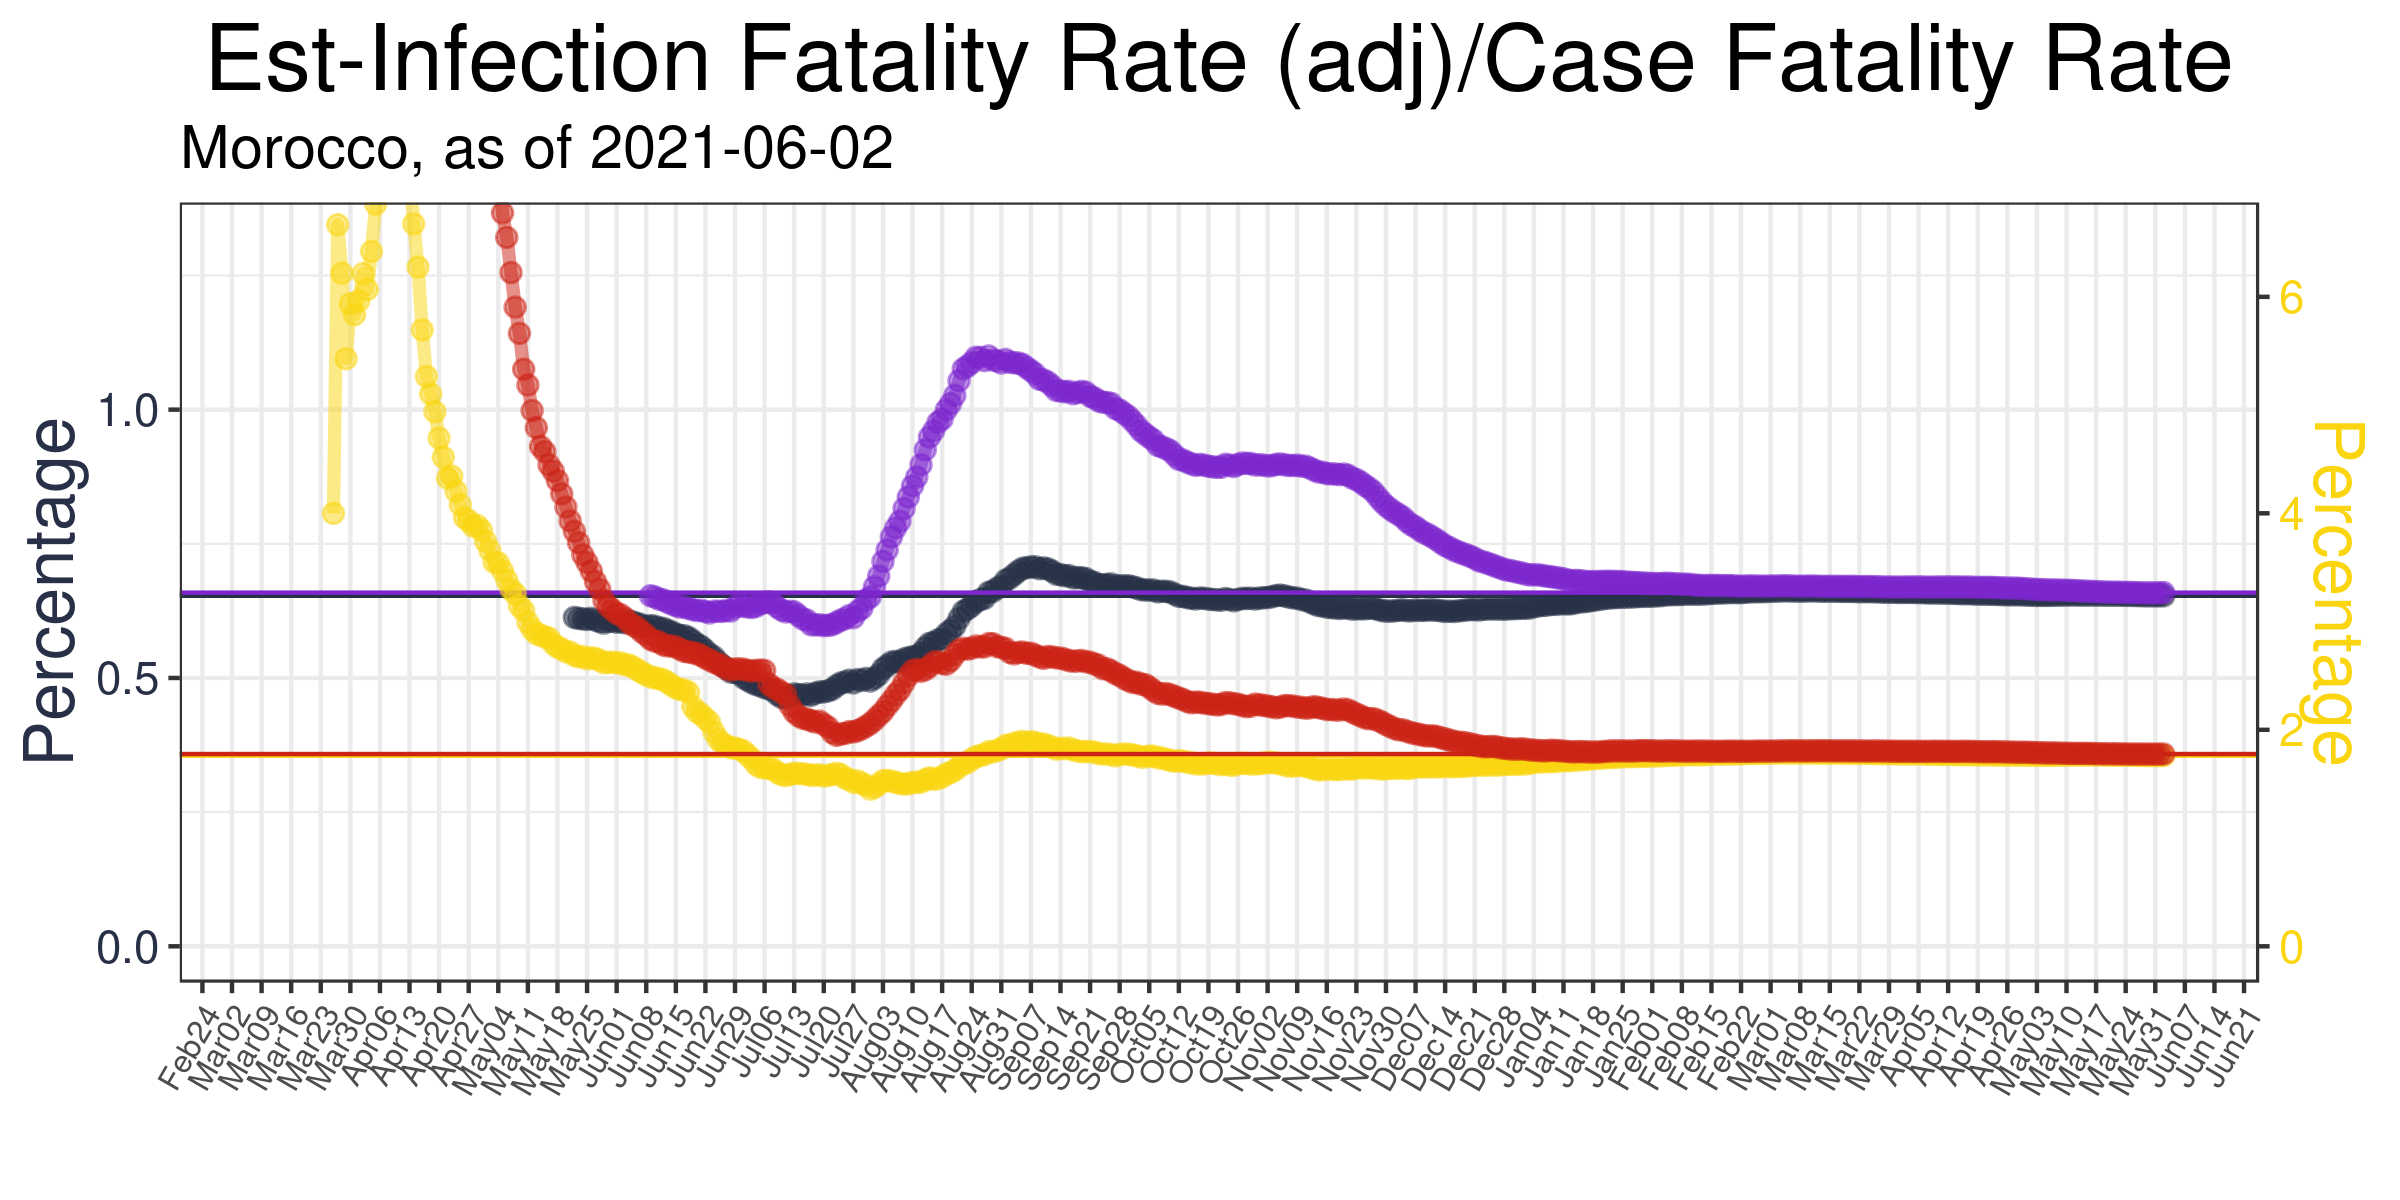 Est-Infection Fatality Rate (adj)/Case Fatality Rate
Morocco, as of 2021-06-02
Percentage
1.0
0.5
0.0
6
4
2
0
Percentage
Feb24
Mar02
Mar09
Mar16
Mar23
Mar30
Apr06
Apr13
Apr20
Apr27
May04
May11
May18
May25
Jun01
Jun08
Jun15
Jun22
Jun29
Jul06
Jul13
Jul20
Jul27
Aug03
Aug10
Aug17
Aug24
Aug31
Sep07
Sep14
Sep21
Sep28
Oct05
Oct12
Oct19
Oct26
Nov02
Nov09
Nov16
Nov23
Nov30
Dec07
Dec14
Dec21
Dec28
Jan04
Jan11
Jan18
Jan25
Feb01
Feb08
Feb15
Feb22
Mar01
Mar08
Mar15
Mar22
Mar29
Apr05
Apr12
Apr19
Apr26
May03
May10
May17
May24
May31
Jun07
Jun14
Jun21